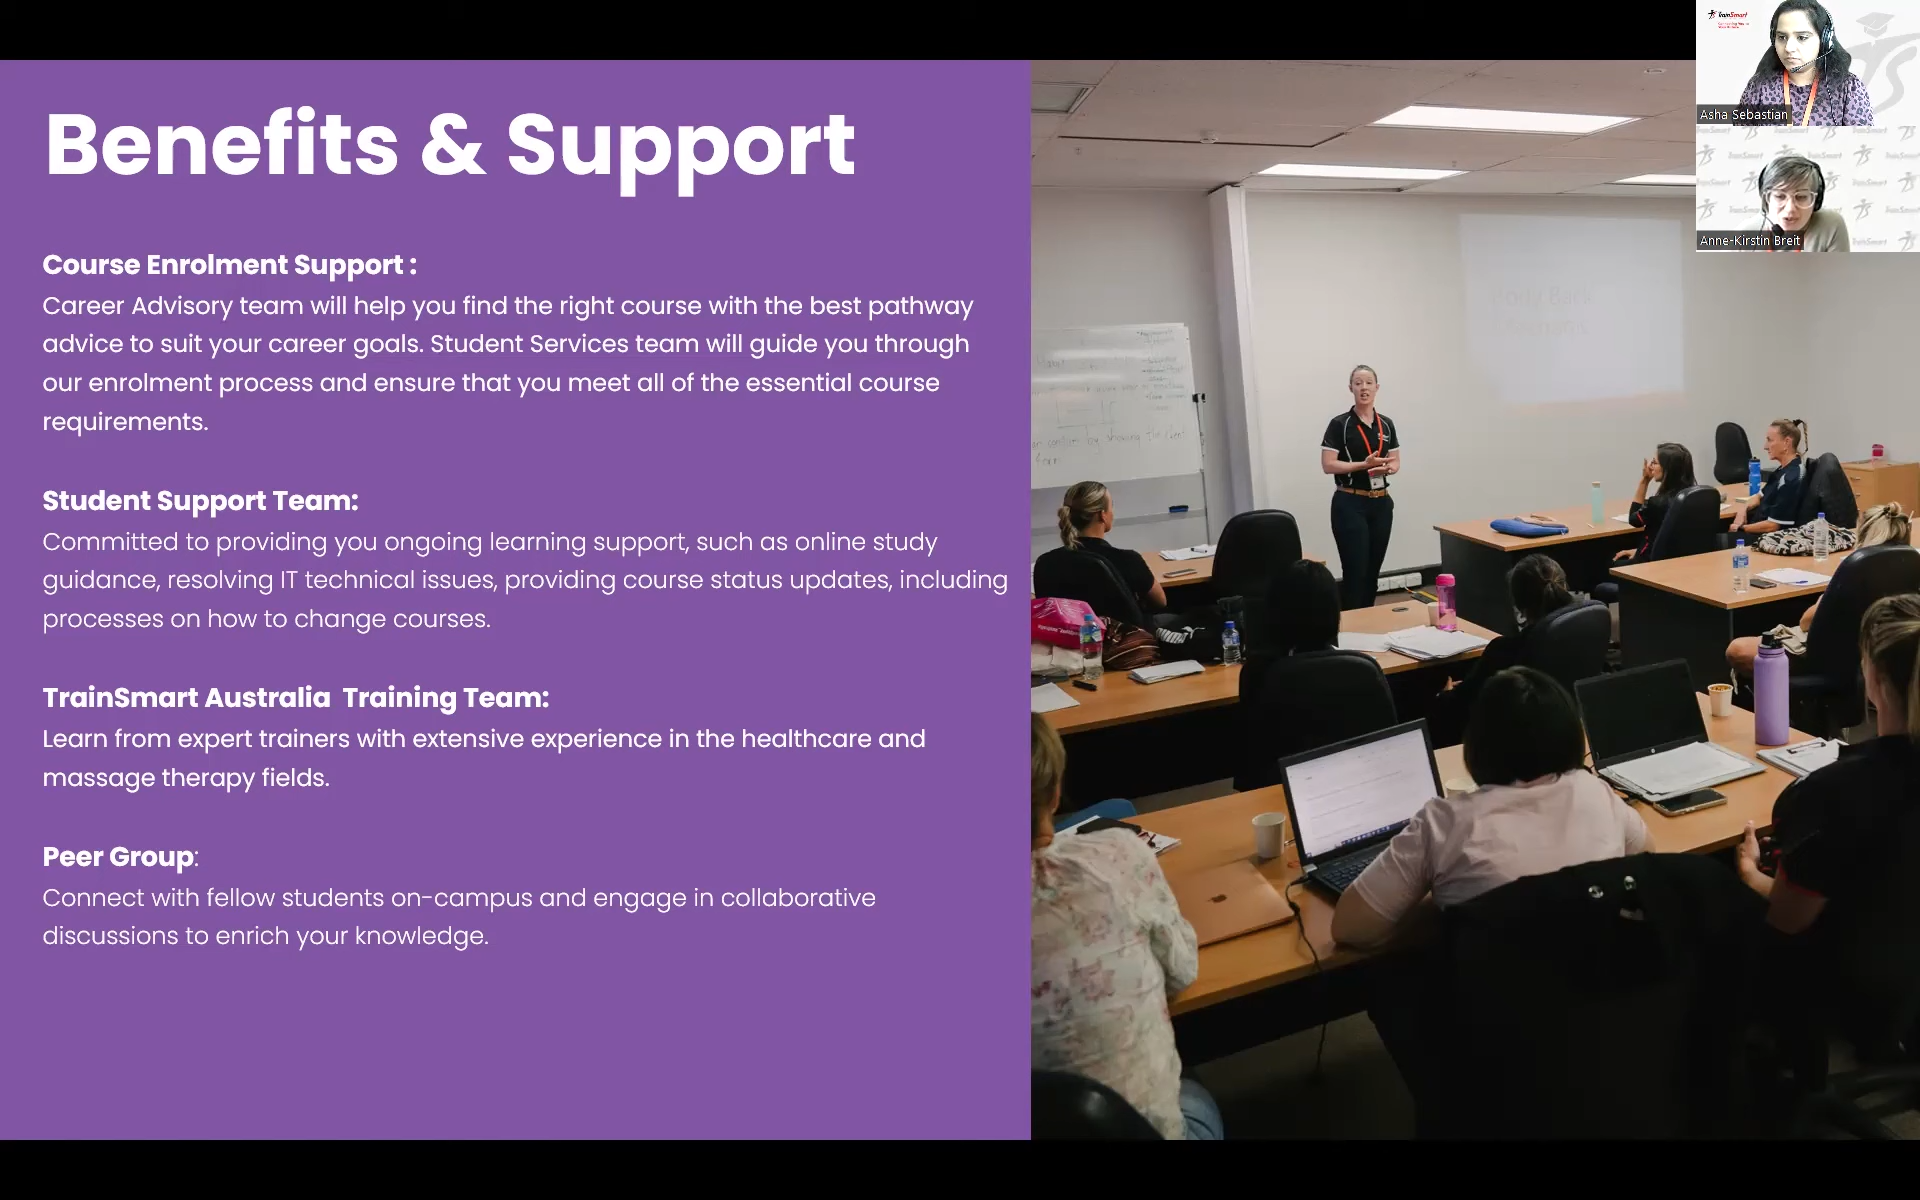 Benefits & Support
Course Enrolment Support :
Career Advisory team will help you find the right course with the best pathway
advice to suit your career goals. Student Services team will guide you through
our enrolment process and ensure that you meet all of the essential course
requirements.
Student Support Team:
Committed to providing you ongoing learning support, such as online study
guidance, resolving IT technical issues, providing course status updates, including
processes on how to change courses.
TrainSmart Australia  Training Team:
Learn from expert trainers with extensive experience in the healthcare and
massage therapy fields.
Peer Group:
Connect with fellow students on-campus and engage in collaborative
discussions to enrich your knowledge.
TrainSmart
Asha Sebastian
Anne-Kirstin Breit